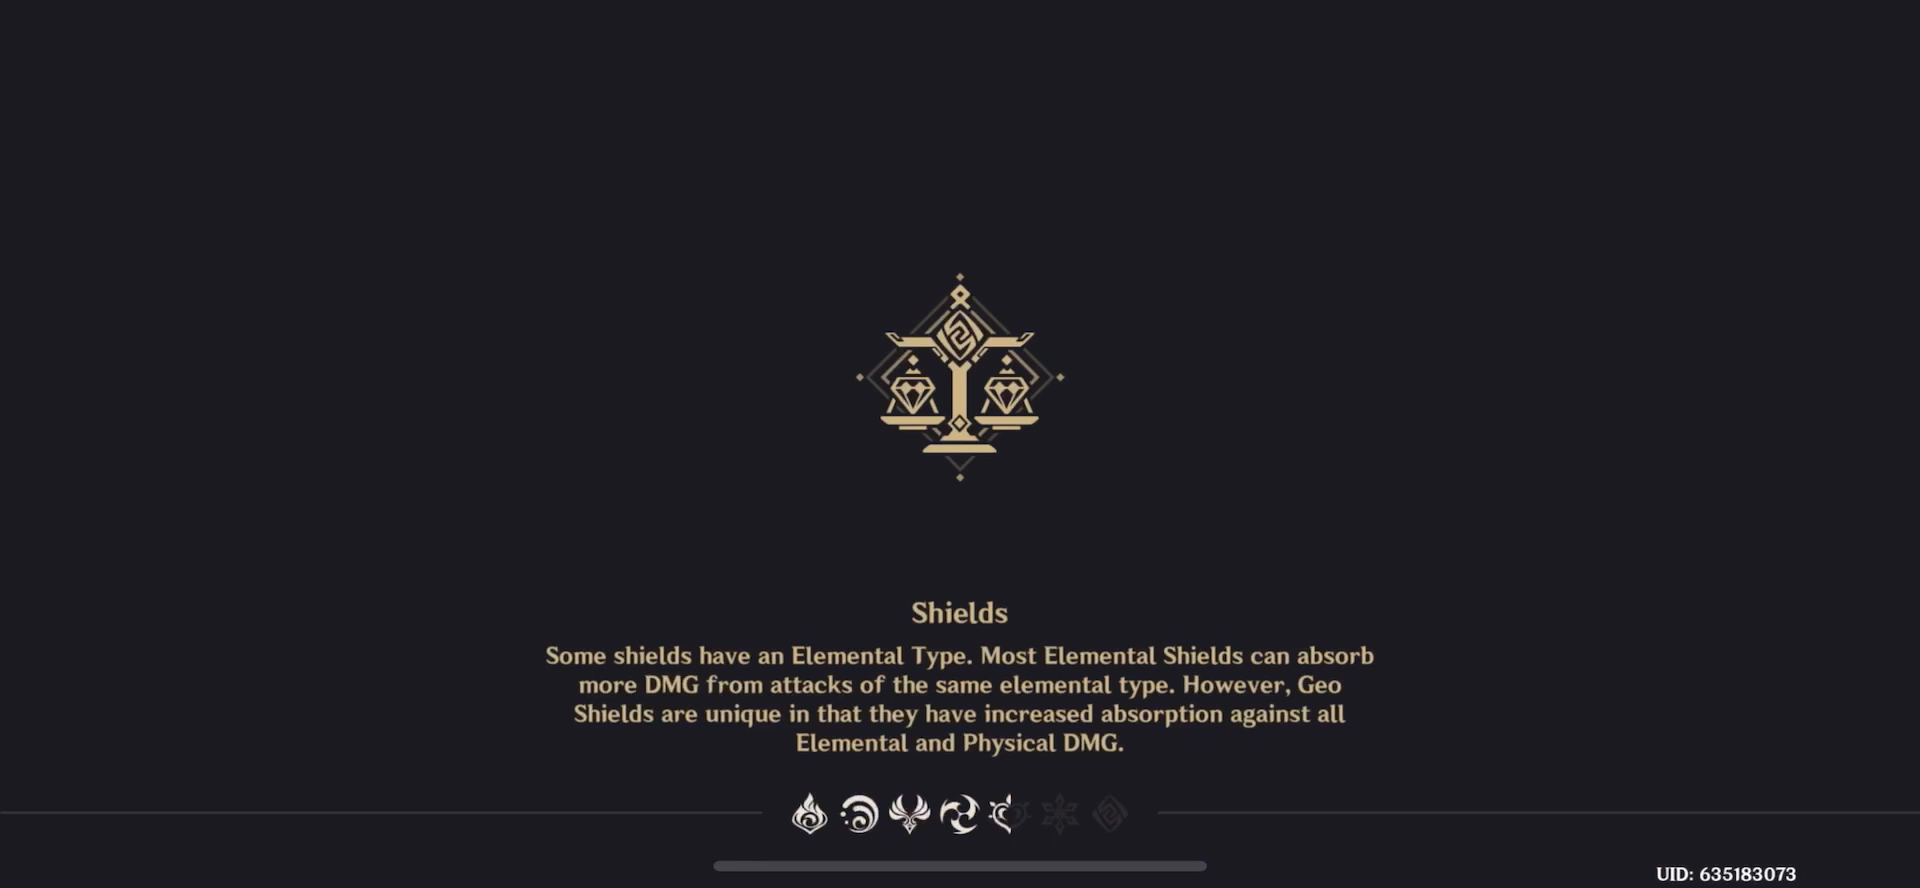 Shields
Some shields have an Elemental Type. Most Elemental Shields can absorb
more DMG from attacks of the same elemental type. However, Geo
Shields are unique in that they have increased absorption against all
Elemental and Physical DMG.
UID: 635183073